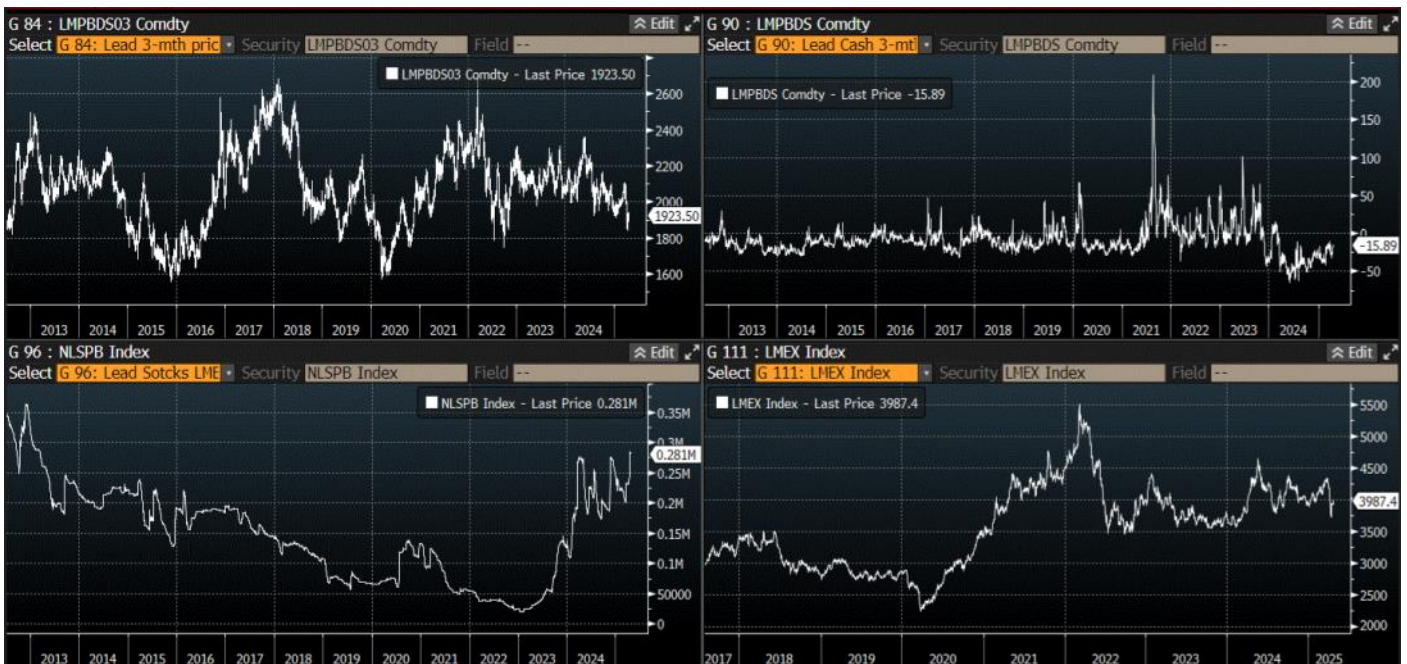 G 84 : LMPBDS03 Comdty
Edit
Select G 84: Lead 3-mth pric Security LMPBDS03 Comdty Field --
LMPBDS03 Comdty - Last Price 1923.50
2600
2400
2200
2000
1923.50
1800
1600
2013 2014 2015 2016 2017 2018 2019 2020 2021 2022 2023 2024
G 90 : LMPBDS Comdty
Edit
Select G 90: Lead Cash 3-mt Security LMPBDS Comdty Field --
LMPBDS Comdty - Last Price -15.89
200
150
100
50
0
-15.89
-50
2013 2014 2015 2016 2017 2018 2019 2020 2021 2022 2023 2024
G 96 : NLSPB Index
Edit
Select G 96: Lead Sotcks LME Security NLSPB Index Field --
NLSPB Index - Last Price 0.281M
0.35M
0.3M
0.281M
0.25M
0.2M
0.15M
0.1M
50000
0
2013 2014 2015 2016 2017 2018 2019 2020 2021 2022 2023 2024
G 111 : LMEX Index
Edit
Select G 111: LMEX Index Security LMEX Index Field --
LMEX Index - Last Price 3987.4
5500
5000
4500
3987.4
3500
3000
2500
2000
2017 2018 2019 2020 2021 2022 2023 2024 2025